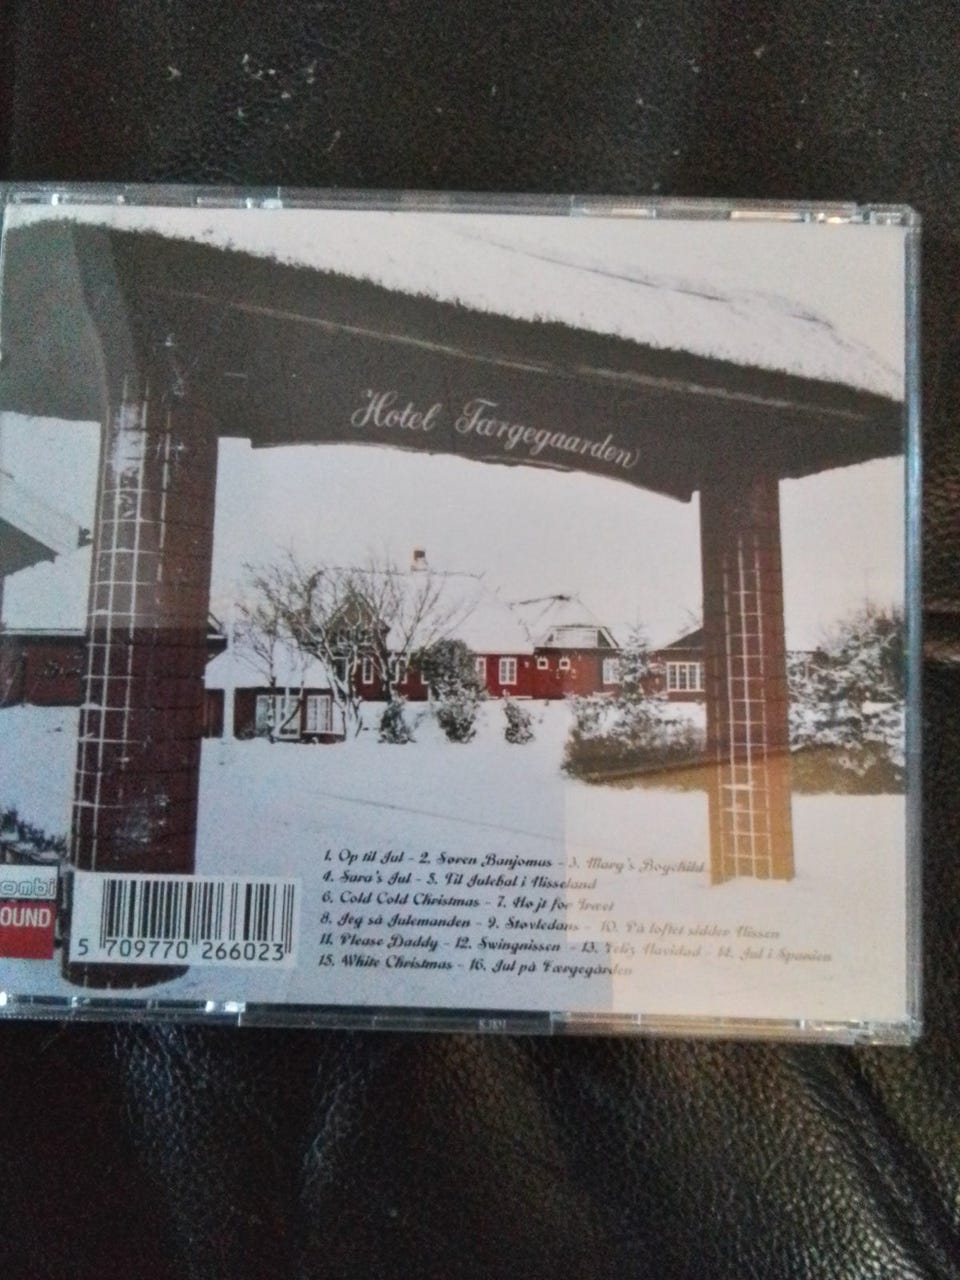 Hotel Færgegaarden
1. Op til Jul - 2. Søren Banjomus - 3. Mary's Boychild
4. Sara's Jul - 5. Til Julebal i Nisseland
6. Cold Cold Christmas - 7. Højt for Træet
8. Jeg så Julemanden - 9. Støvledans - 10. På loftet sidder Nissen
11. Please Daddy - 12. Swingnissen - 13. Feliz Navidad - 14. Jul i Spanien
15. White Christmas - 16. Jul på Færgegården
ombi
OUND
5 709770 266023